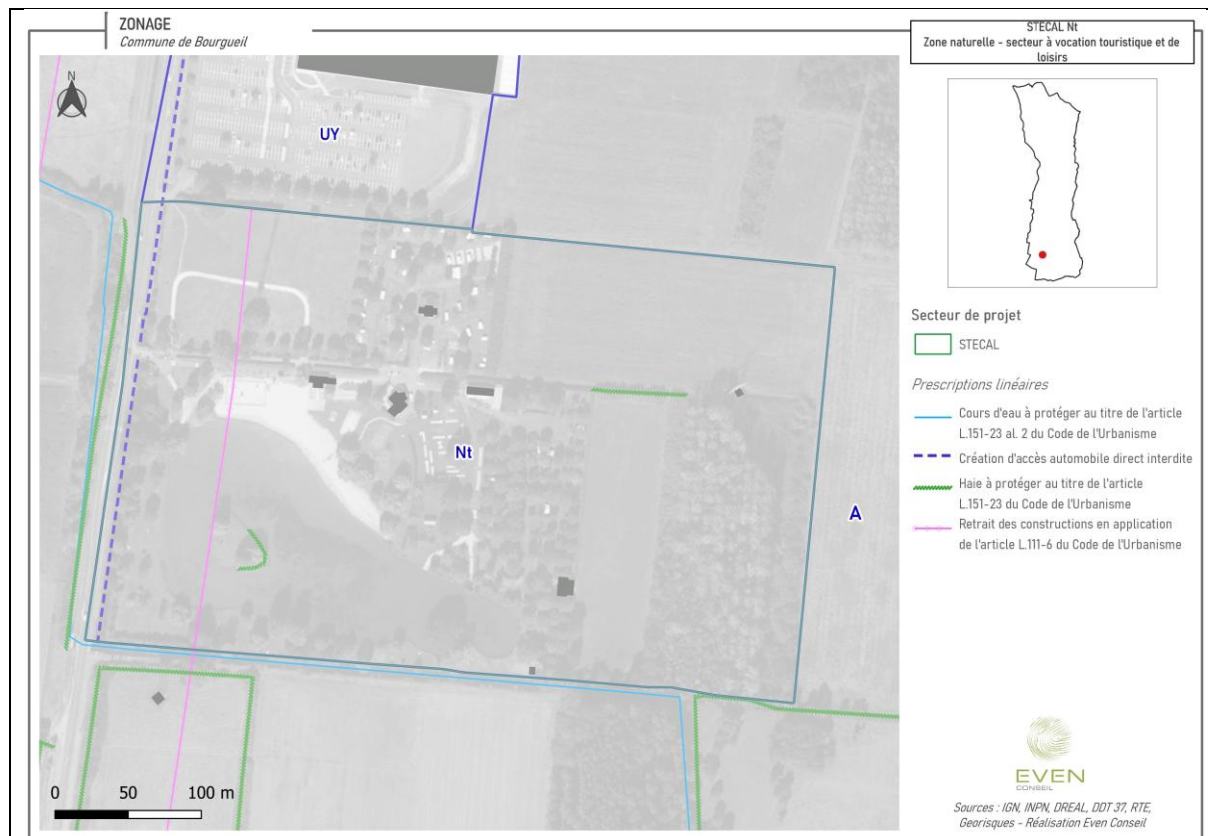 ZONAGE
Commune de Bourgueil
STECAL Nt
Zone naturelle - secteur à vocation touristique et de
loisirs
N
UY
Nt
A
Secteur de projet
STECAL
Prescriptions linéaires
Cours d'eau à protéger au titre de l'article
L.151-23 al. 2 du Code de l'Urbanisme
Création d'accès automobile direct interdite
Haie à protéger au titre de l'article
L.151-23 du Code de l'Urbanisme
Retrait des constructions en application
de l'article L.111-6 du Code de l'Urbanisme
0 50 100 m
EVEN
CONSEIL
Sources : IGN, INPN, DREAL, DDT 37, RTE,
Georisques - Réalisation Even Conseil